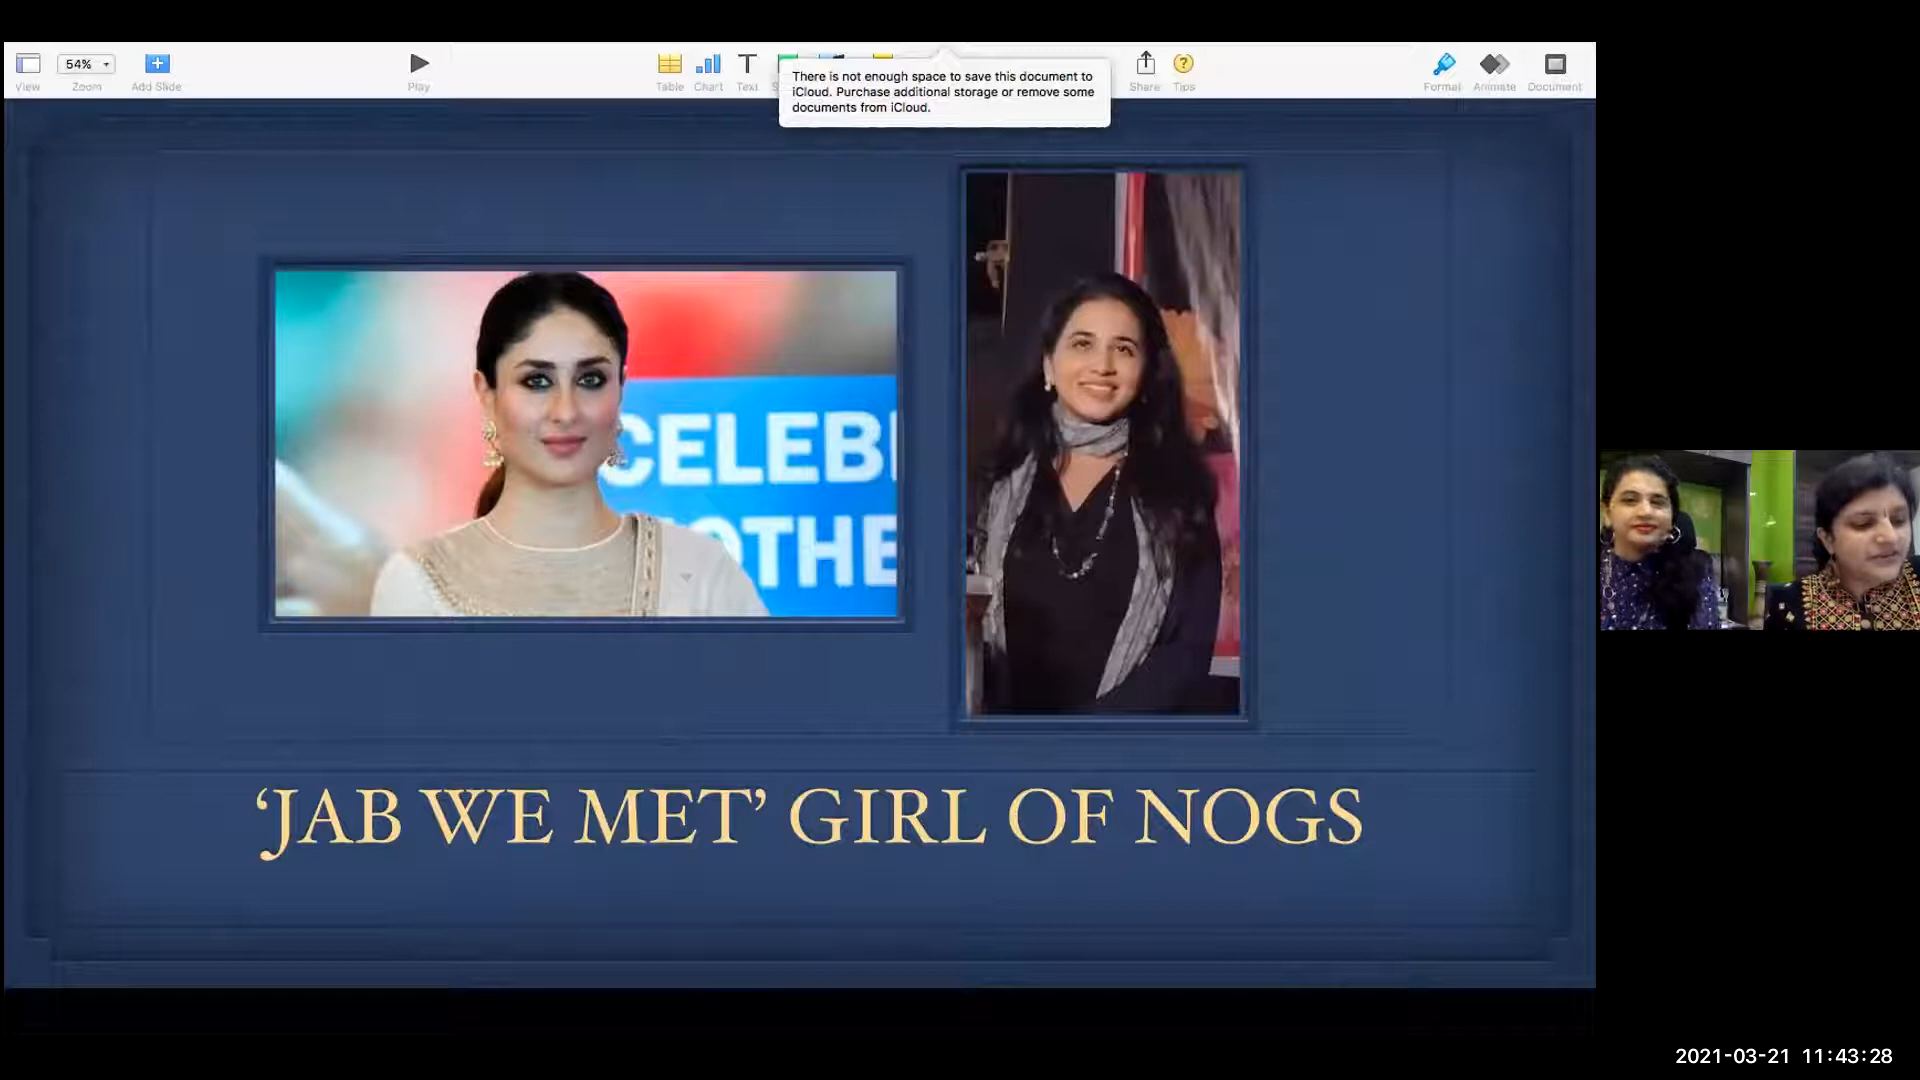 54%
View
Zoom
Add Slide
Play
Table
Chart
Text
There is not enough space to save this document to
iCloud. Purchase additional storage or remove some
documents from iCloud.
Share
Tips
Format
Animate
Document
CELEB
OTHE
‘JAB WE MET’ GIRL OF NOGS
2021-03-21 11:43:28